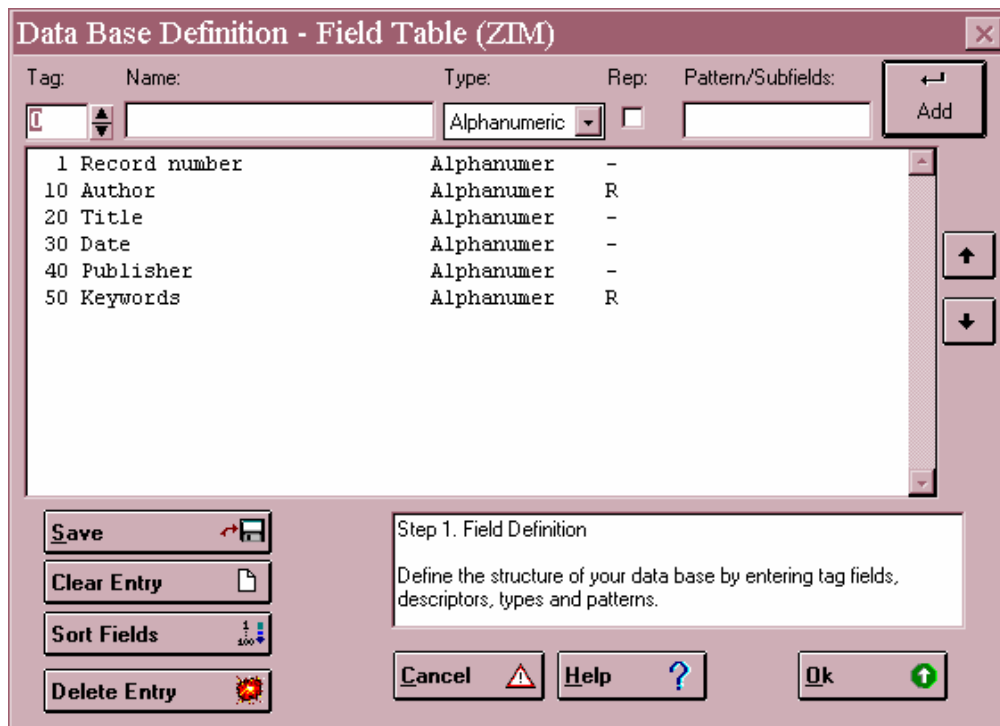 Data Base Definition - Field Table (ZIM)
Tag: Name: Type: Rep: Pattern/Subfields:
0 Alphanumeric Add
1 Record number Alphanumer -
10 Author Alphanumer R
20 Title Alphanumer -
30 Date Alphanumer -
40 Publisher Alphanumer -
50 Keywords Alphanumer R
Save
Clear Entry
Sort Fields
Delete Entry
Step 1. Field Definition
Define the structure of your data base by entering tag fields,
descriptors, types and patterns.
Cancel Help ? Ok